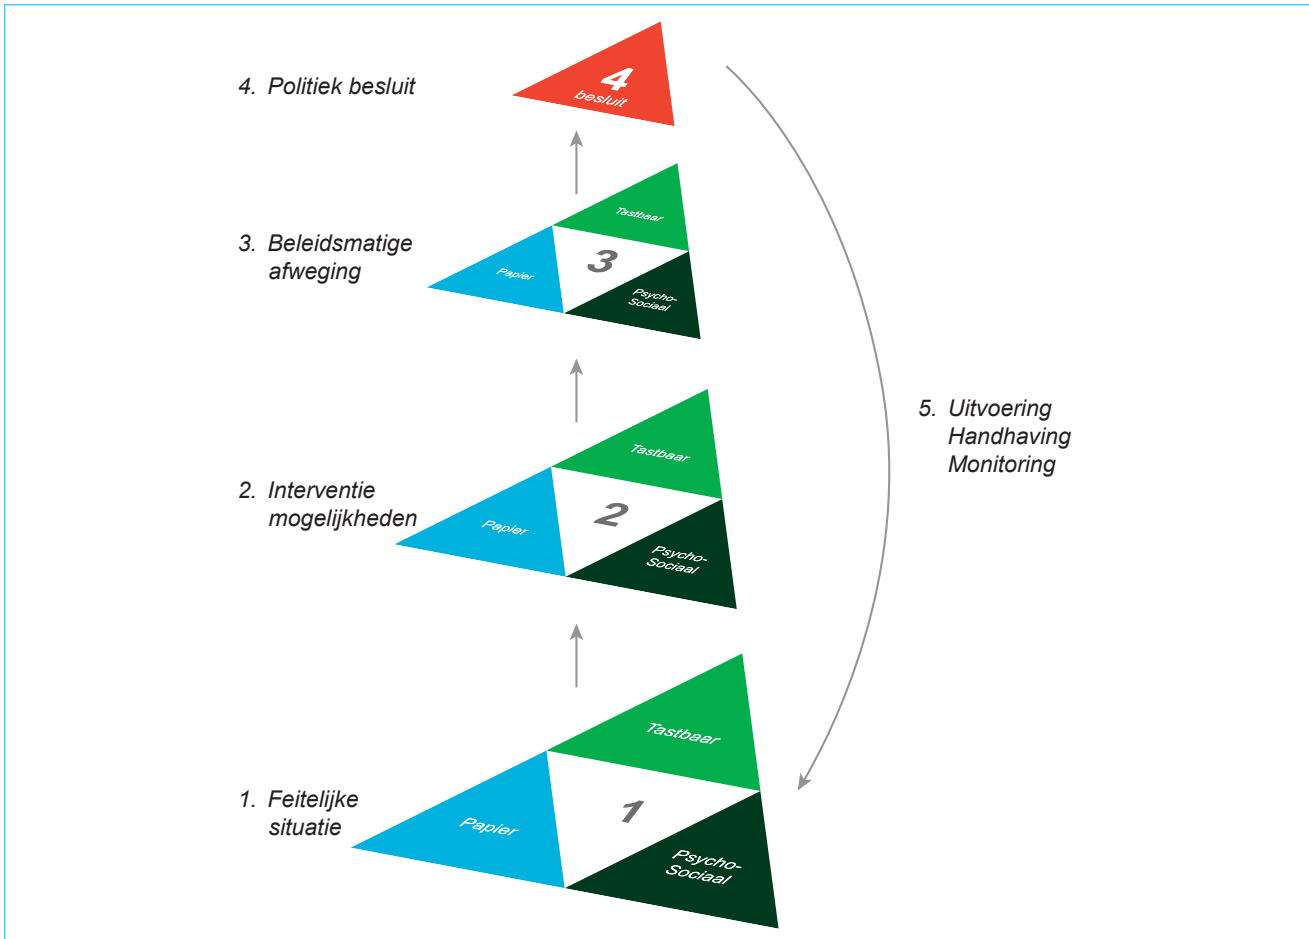 4. Politiek besluit
4
besluit
3. Beleidsmatige
afweging
Tastbaar
3
Papier
Psycho-
Sociaal
5. Uitvoering
Handhaving
Monitoring
2. Interventie
mogelijkheden
Tastbaar
2
Papier
Psycho-
Sociaal
1. Feitelijke
situatie
Tastbaar
1
Papier
Psycho-
Sociaal